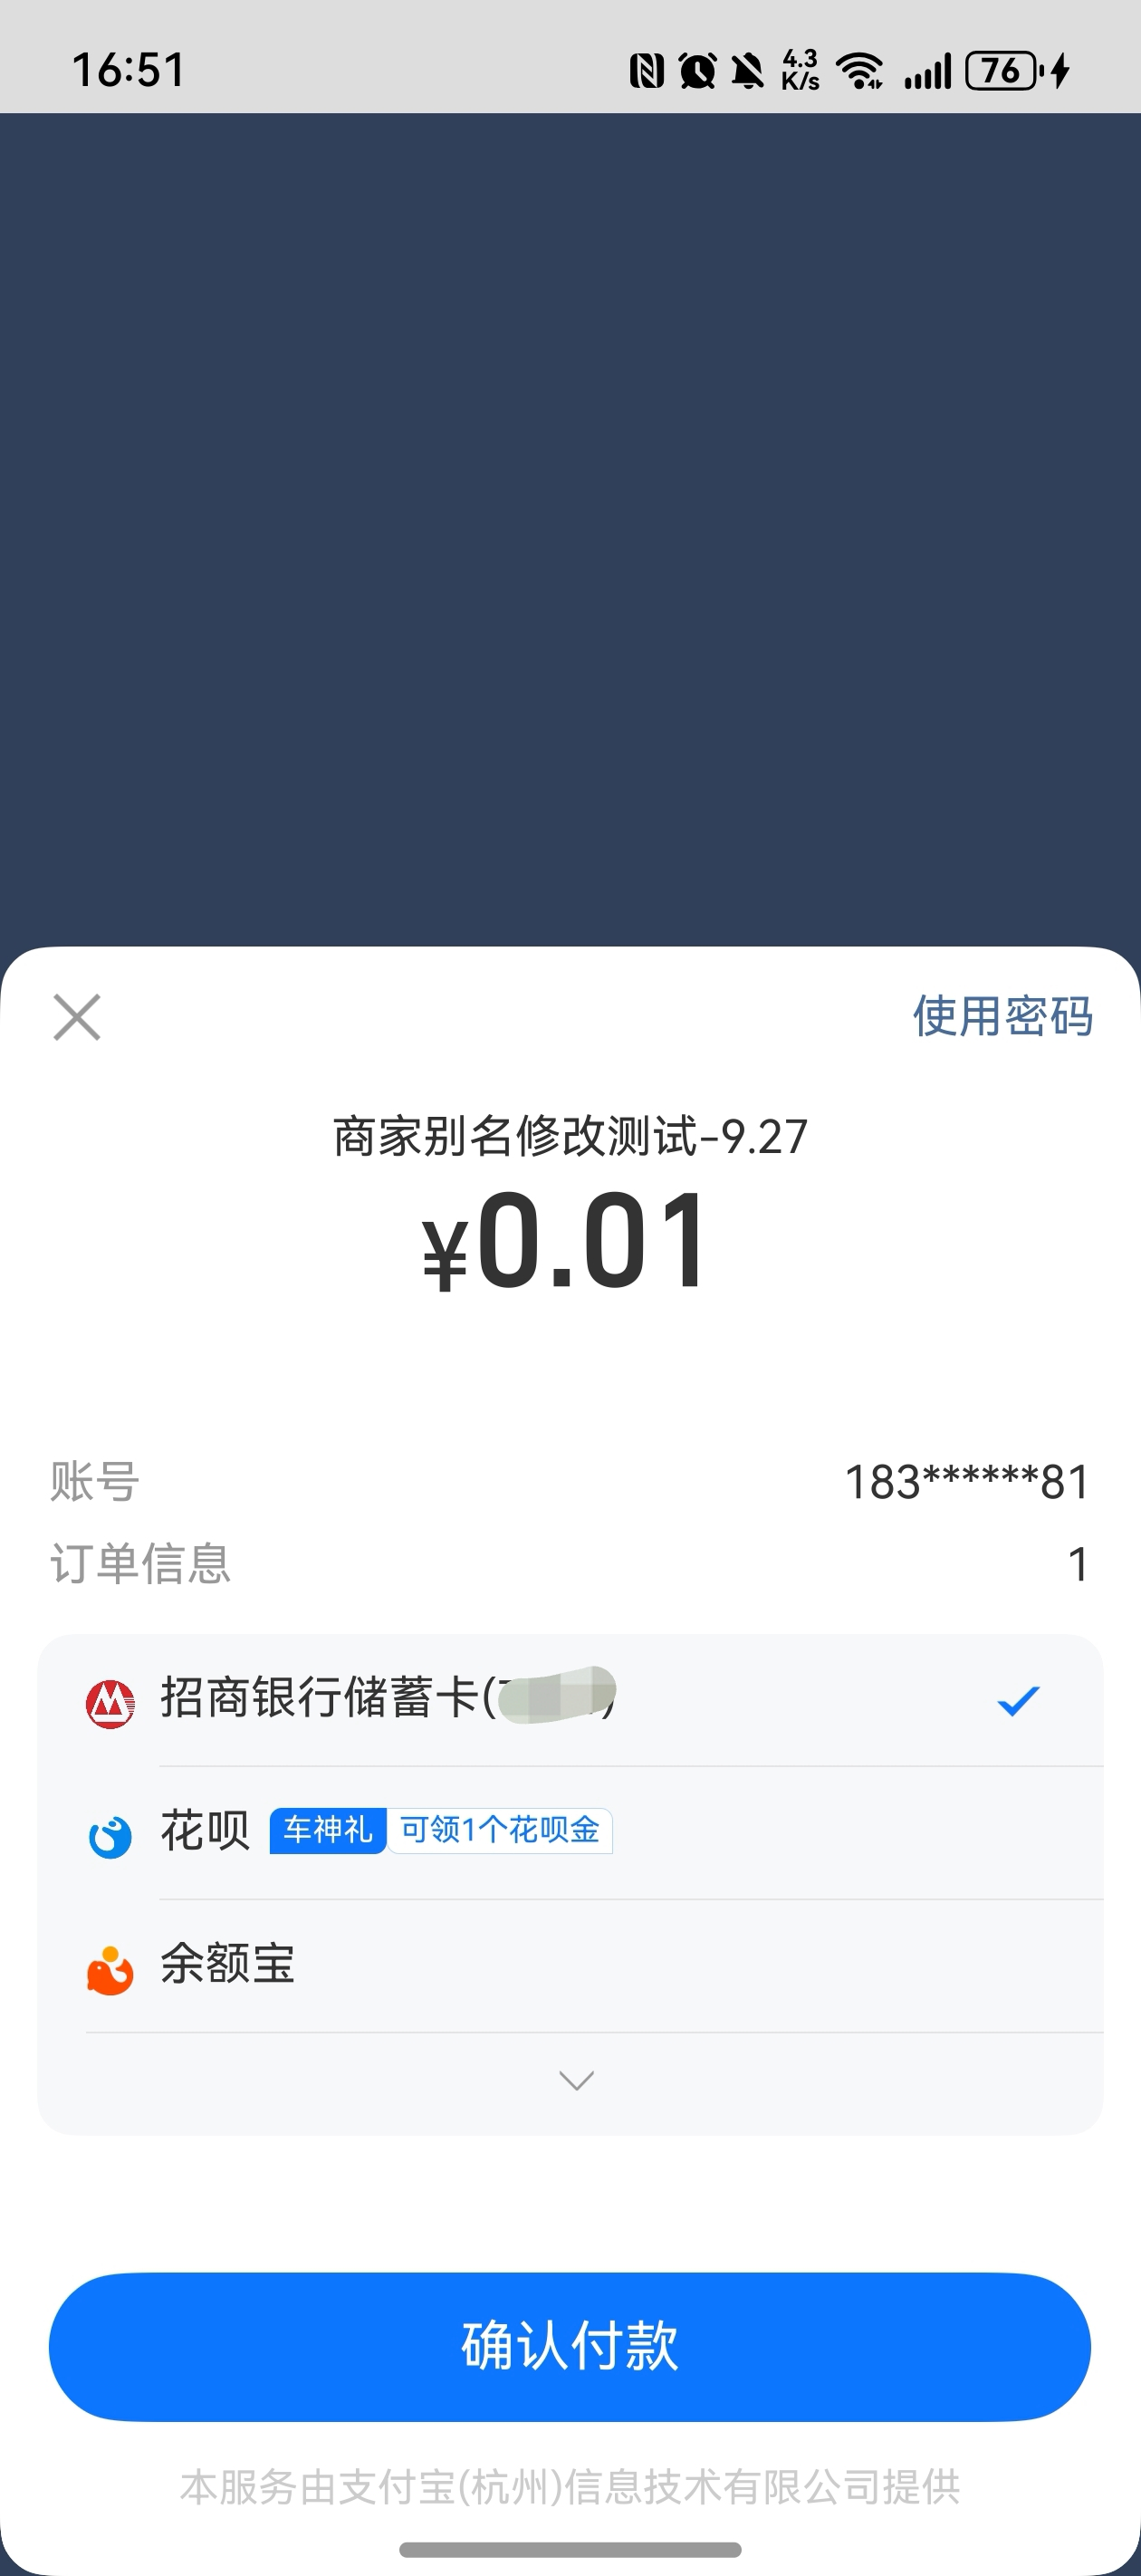 16:51
4.3
K/s
76
使用密码
商家别名修改测试-9.27
¥0.01
账号 183******81
订单信息 1
招商银行储蓄卡(
花呗 车神礼 可领1个花呗金
余额宝
确认付款
本服务由支付宝(杭州)信息技术有限公司提供